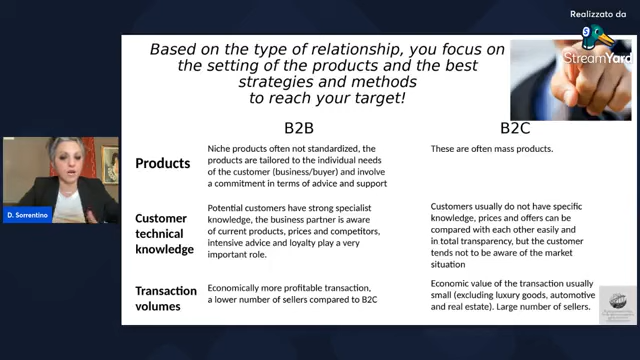 Realizzato da
StreamYard
Based on the type of relationship, you focus on
the setting of the products and the best
strategies and methods
to reach your target!
B2B
B2C
Products
Niche products often not standardized, the
products are tailored to the individual needs
of the customer (business/buyer) and involve
a commitment in terms of advice and support
These are often mass products.
Customer
technical
knowledge
Potential customers have strong specialist
knowledge, the business partner is aware
of current products, prices and competitors,
intensive advice and loyalty play a very
important role.
Customers usually do not have specific
knowledge, prices and offers can be
compared with each other easily and
in total transparency, but the customer
tends not to be aware of the market
situation
Transaction
volumes
Economically more profitable transaction,
a lower number of sellers compared to B2C
Economic value of the transaction usually
small (excluding luxury goods, automotive
and real estate). Large number of sellers.
D. Sorrentino